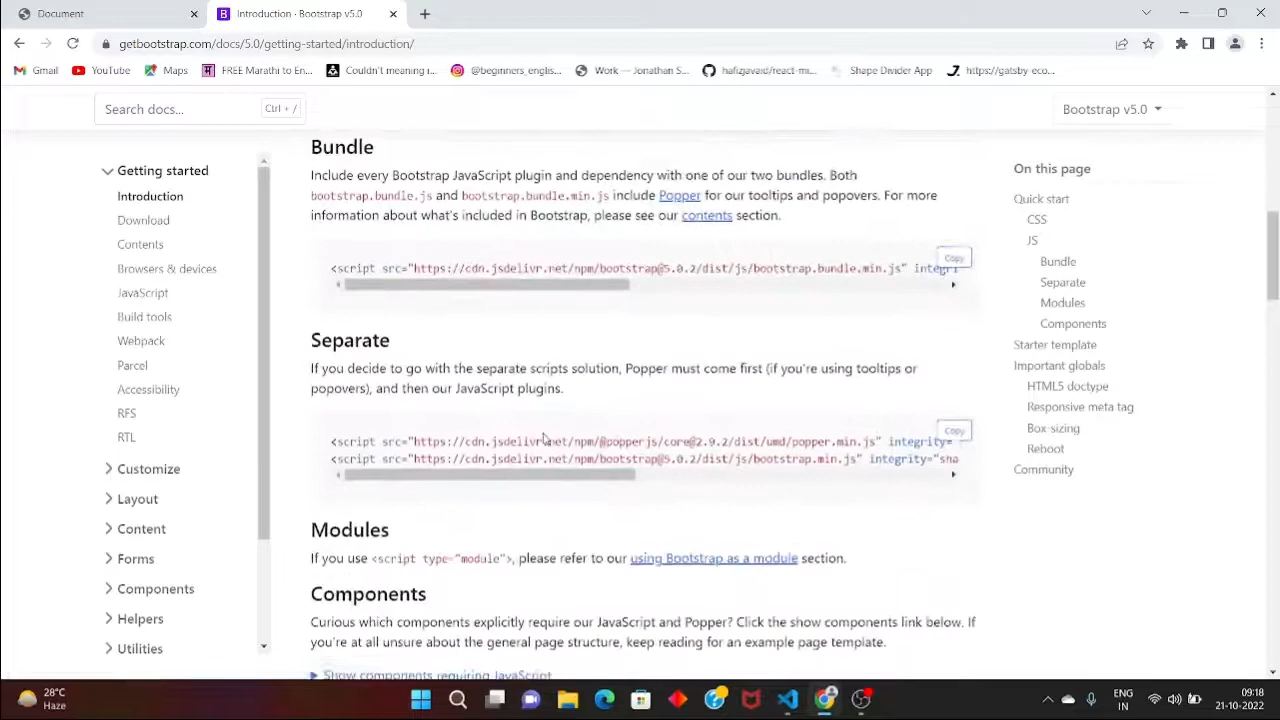 Document
Introduction · Bootstrap v5.0
getbootstrap.com/docs/5.0/getting-started/introduction/
Gmail
YouTube
Maps
FREE Marathi to En...
Couldn't meaning i...
@beginners_englis...
Work — Jonathan S...
hafizjavaid/react-mi...
Shape Divider App
https://gatsby-eco...
Search docs...
Ctrl + /
Bootstrap v5.0
Getting started
Introduction
Download
Contents
Browsers & devices
JavaScript
Build tools
Webpack
Parcel
Accessibility
RFS
RTL
Customize
Layout
Content
Forms
Components
Helpers
Utilities
Bundle
Include every Bootstrap JavaScript plugin and dependency with one of our two bundles. Both
bootstrap.bundle.js and bootstrap.bundle.min.js include Popper for our tooltips and popovers. For more
information about what's included in Bootstrap, please see our contents section.
Copy
<script src="https://cdn.jsdelivr.net/npm/bootstrap@5.0.2/dist/js/bootstrap.bundle.min.js" integri
Separate
If you decide to go with the separate scripts solution, Popper must come first (if you're using tooltips or
popovers), and then our JavaScript plugins.
Copy
<script src="https://cdn.jsdelivr.net/npm/@popperjs/core@2.9.2/dist/umd/popper.min.js" integrity=
<script src="https://cdn.jsdelivr.net/npm/bootstrap@5.0.2/dist/js/bootstrap.min.js" integrity="sha
Modules
If you use <script type="module">, please refer to our using Bootstrap as a module section.
Components
Curious which components explicitly require our JavaScript and Popper? Click the show components link below. If
you're at all unsure about the general page structure, keep reading for an example page template.
Show components requiring JavaScript
On this page
Quick start
CSS
JS
Bundle
Separate
Modules
Components
Starter template
Important globals
HTML5 doctype
Responsive meta tag
Box-sizing
Reboot
Community
28°C
Haze
ENG
IN
09:18
21-10-2022